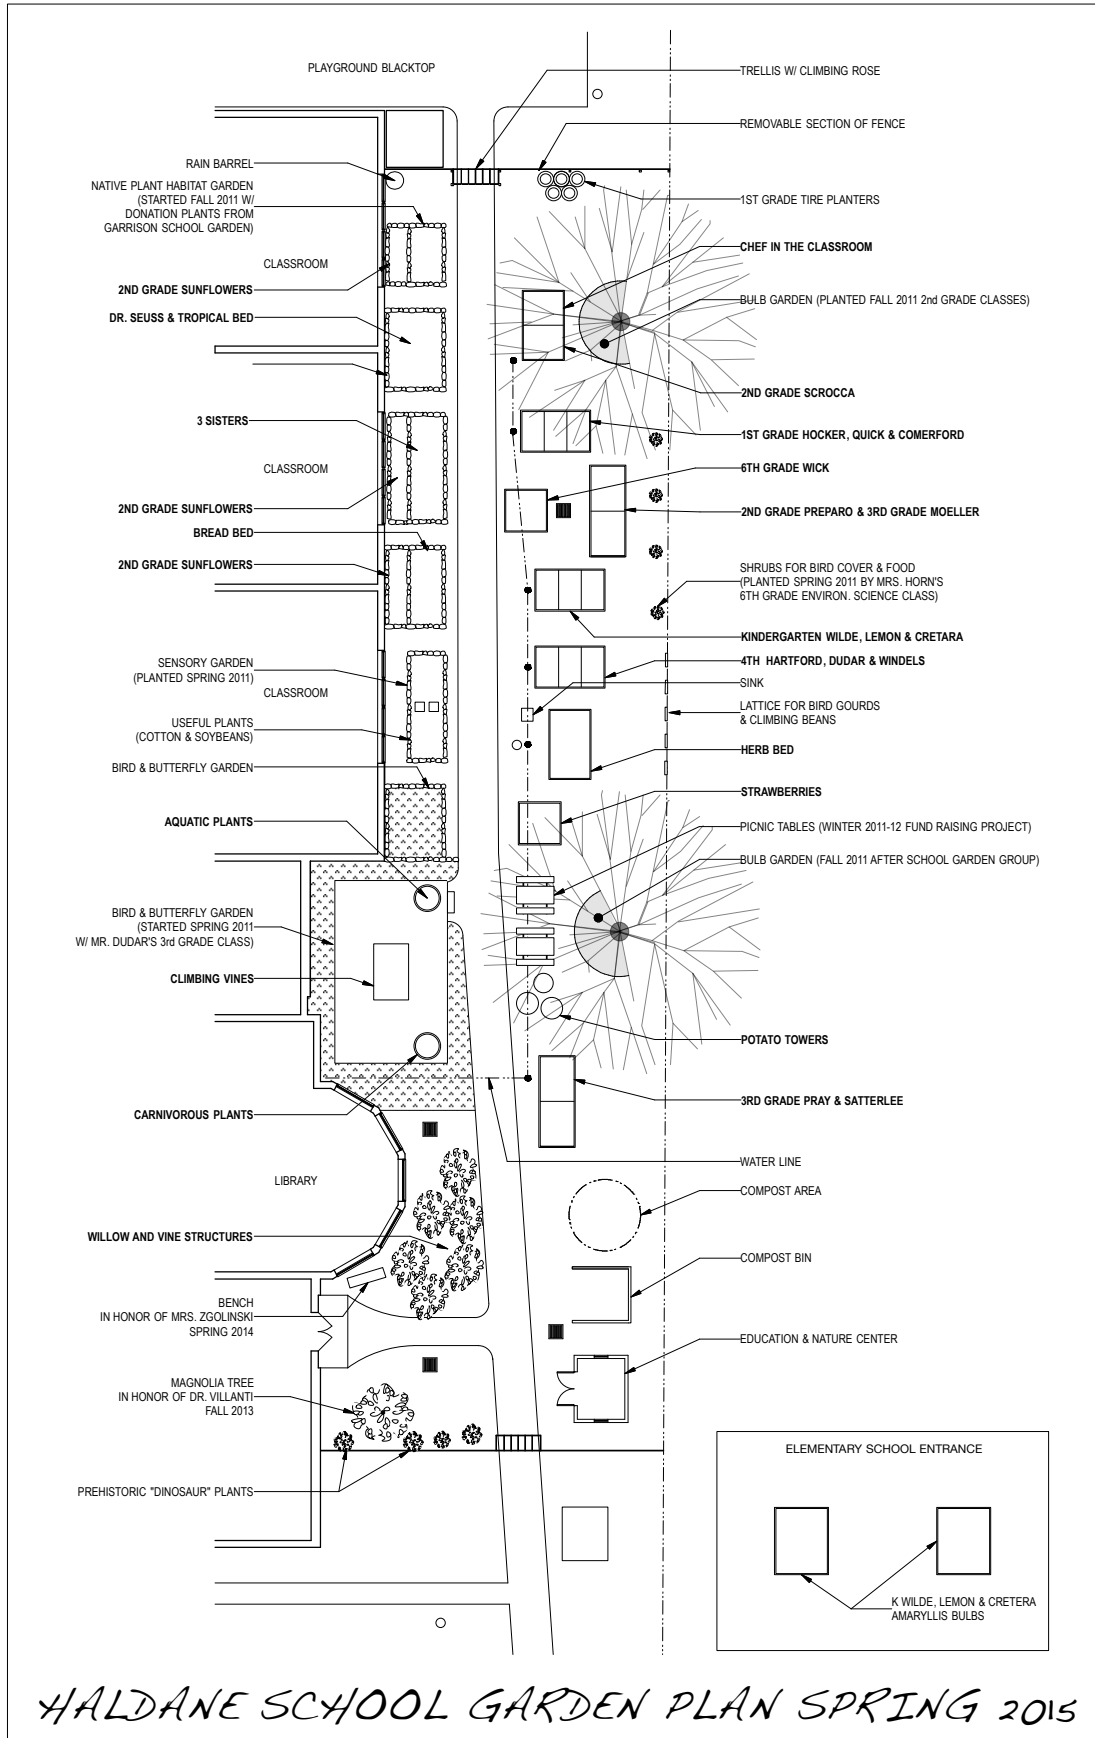 PLAYGROUND BLACKTOP
TRELLIS W/ CLIMBING ROSE
REMOVABLE SECTION OF FENCE
RAIN BARREL
NATIVE PLANT HABITAT GARDEN
(STARTED FALL 2011 W/
DONATION PLANTS FROM
GARRISON SCHOOL GARDEN)
1ST GRADE TIRE PLANTERS
CHEF IN THE CLASSROOM
CLASSROOM
2ND GRADE SUNFLOWERS
BULB GARDEN (PLANTED FALL 2011 2nd GRADE CLASSES)
DR. SEUSS & TROPICAL BED
2ND GRADE SCROCCA
3 SISTERS
1ST GRADE HOCKER, QUICK & COMERFORD
CLASSROOM
6TH GRADE WICK
2ND GRADE SUNFLOWERS
2ND GRADE PREPARO & 3RD GRADE MOELLER
BREAD BED
2ND GRADE SUNFLOWERS
SHRUBS FOR BIRD COVER & FOOD
(PLANTED SPRING 2011 BY MRS. HORN'S
6TH GRADE ENVIRON. SCIENCE CLASS)
KINDERGARTEN WILDE, LEMON & CRETARA
SENSORY GARDEN
(PLANTED SPRING 2011)
4TH  HARTFORD, DUDAR & WINDELS
SINK
CLASSROOM
LATTICE FOR BIRD GOURDS
& CLIMBING BEANS
USEFUL PLANTS
(COTTON & SOYBEANS)
HERB BED
BIRD & BUTTERFLY GARDEN
STRAWBERRIES
AQUATIC PLANTS
PICNIC TABLES (WINTER 2011-12 FUND RAISING PROJECT)
BULB GARDEN (FALL 2011 AFTER SCHOOL GARDEN GROUP)
BIRD & BUTTERFLY GARDEN
(STARTED SPRING 2011
W/ MR. DUDAR'S 3rd GRADE CLASS)
CLIMBING VINES
POTATO TOWERS
CARNIVOROUS PLANTS
3RD GRADE PRAY & SATTERLEE
WATER LINE
LIBRARY
COMPOST AREA
WILLOW AND VINE STRUCTURES
COMPOST BIN
BENCH
IN HONOR OF MRS. ZGOLINSKI
SPRING 2014
EDUCATION & NATURE CENTER
MAGNOLIA TREE
IN HONOR OF DR. VILLANTI
FALL 2013
ELEMENTARY SCHOOL ENTRANCE
PREHISTORIC "DINOSAUR" PLANTS
K WILDE, LEMON & CRETERA
AMARYLLIS BULBS
HALDANE SCHOOL GARDEN PLAN SPRING 2015